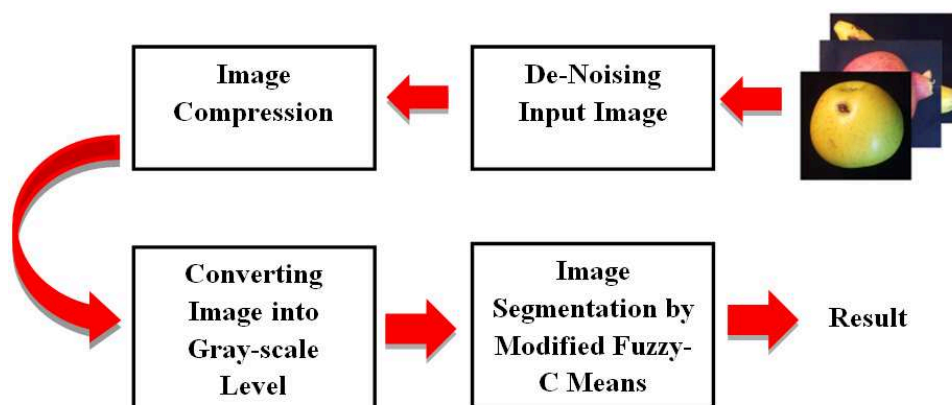 Image
Compression
De-Noising
Input Image
Converting
Image into
Gray-scale
Level
Image
Segmentation by
Modified Fuzzy-
C Means
Result